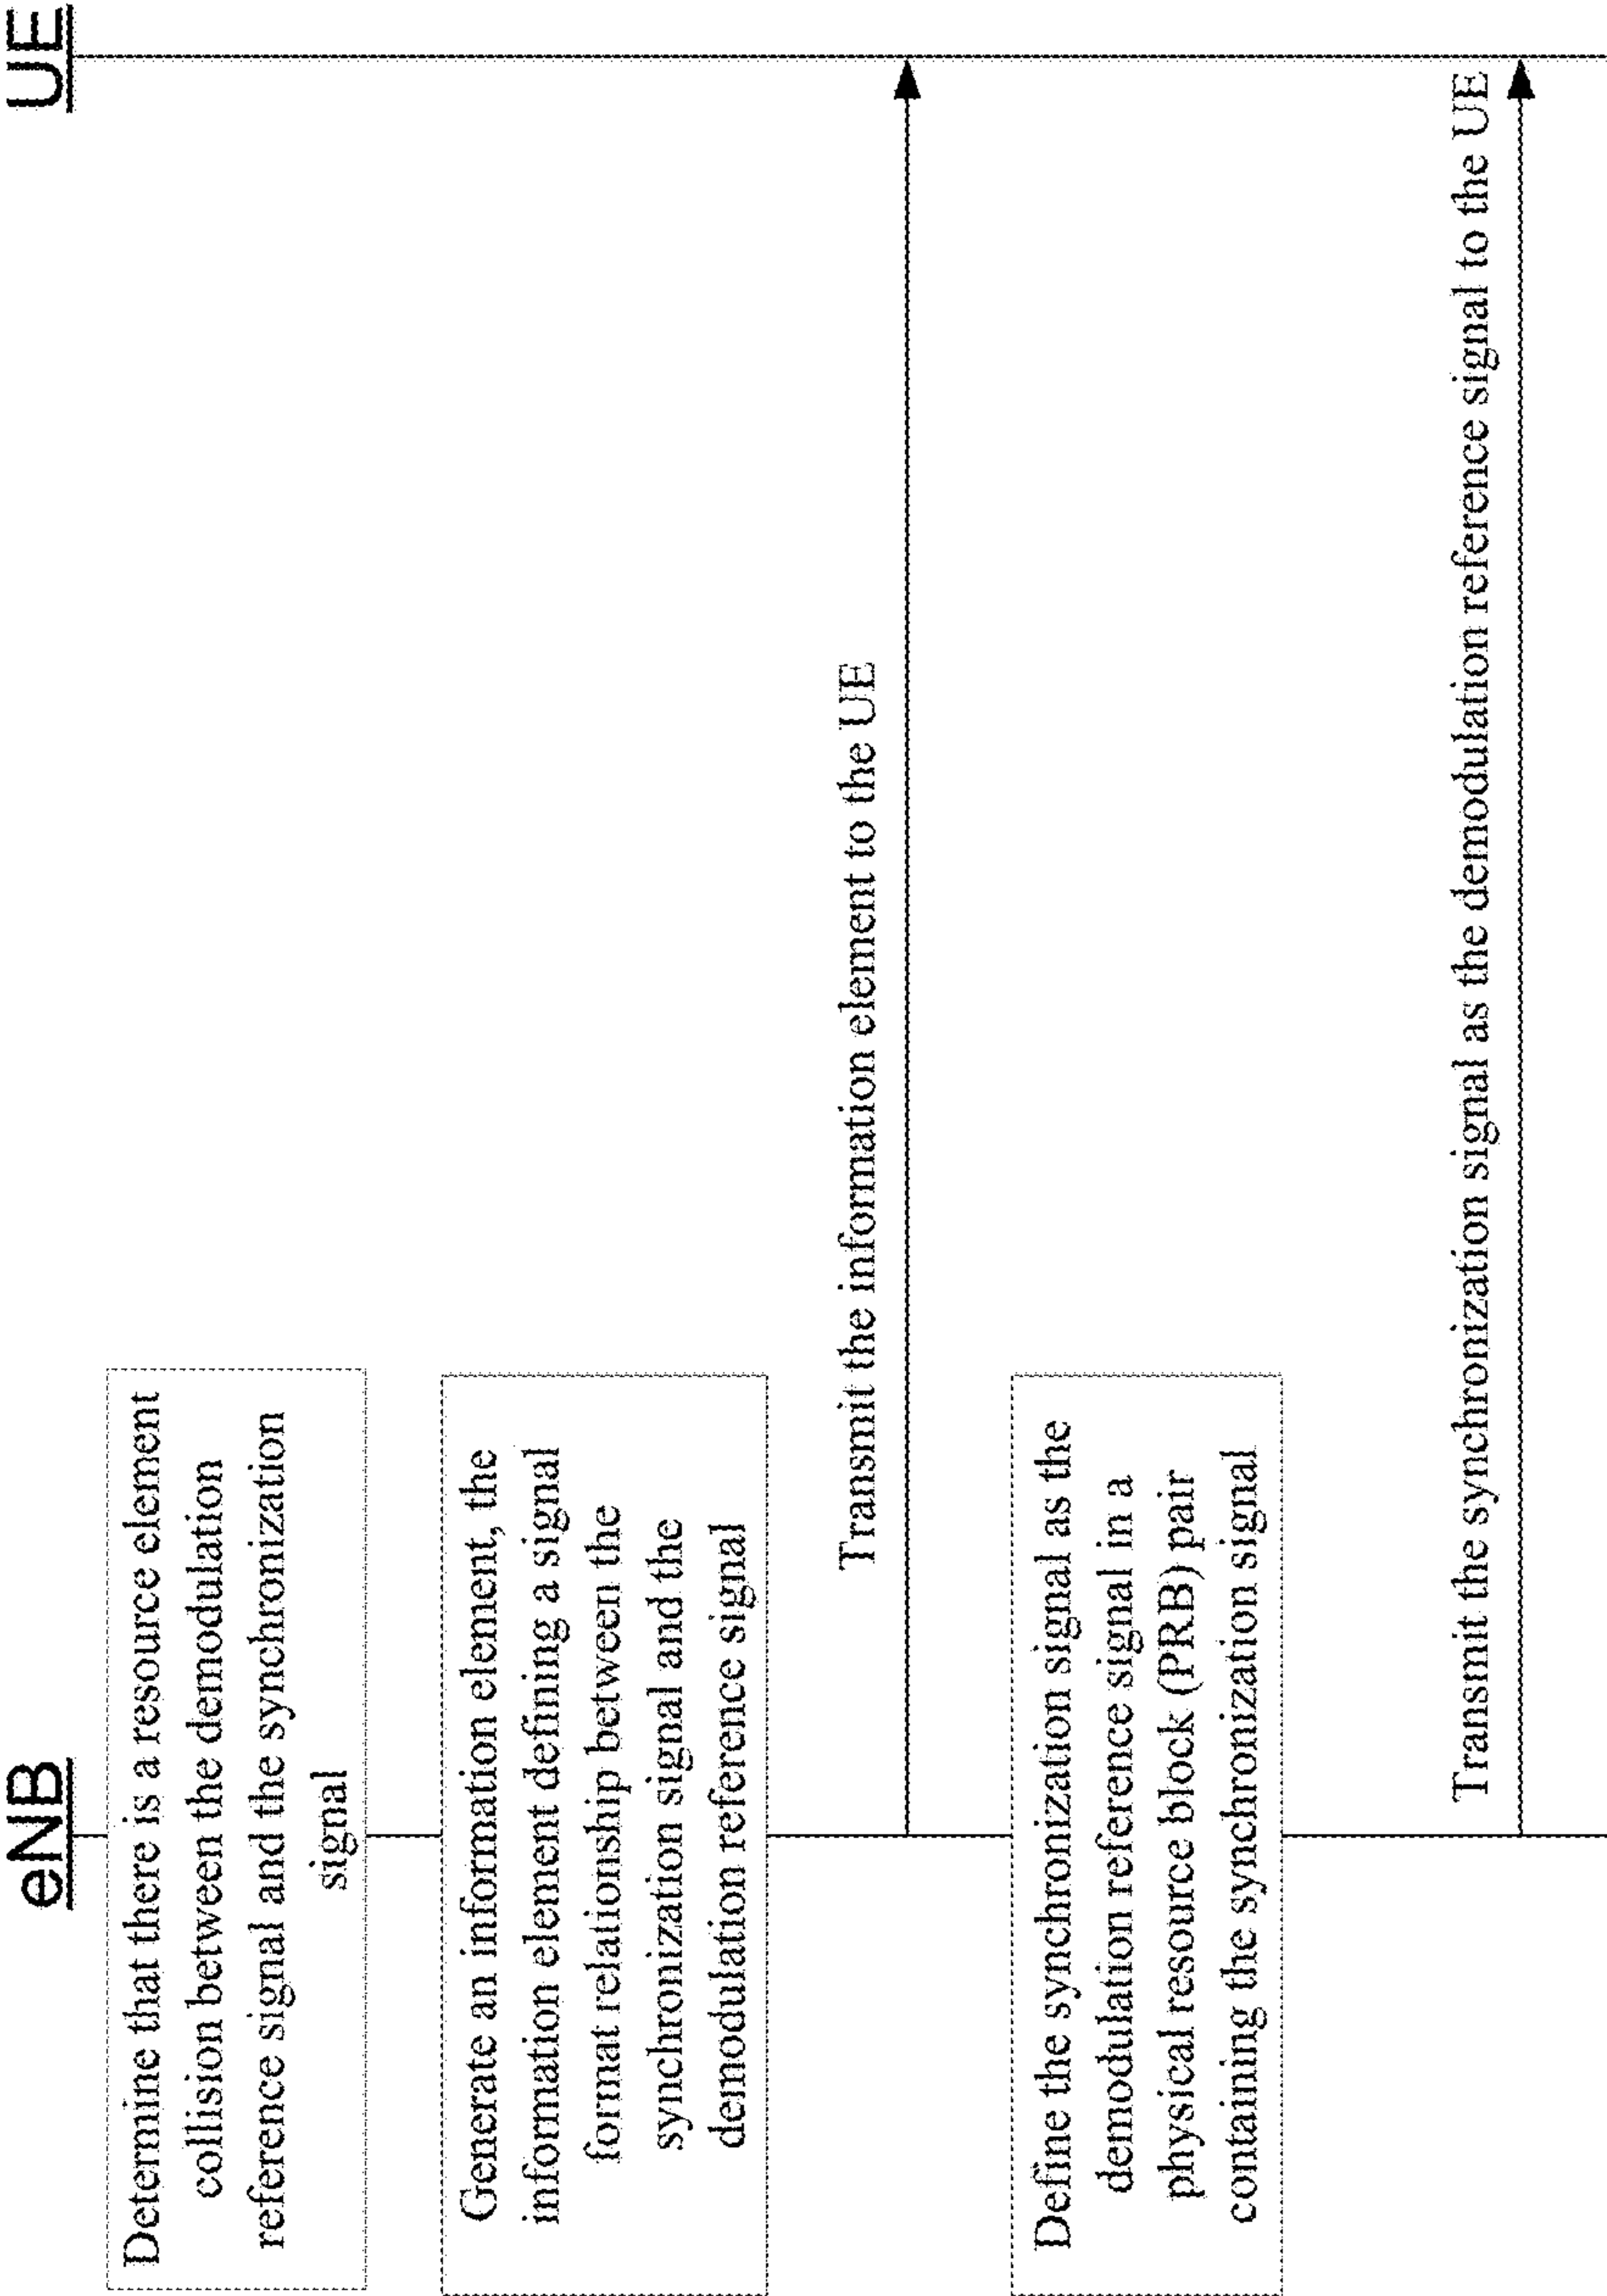 eNB
UE
Determine that there is a resource element
collision between the demodulation
reference signal and the synchronization
signal
Generate an information element, the
information element defining a signal
format relationship between the
synchronization signal and the
demodulation reference signal
Transmit the information element to the UE
Define the synchronization signal as the
demodulation reference signal in a
physical resource block (PRB) pair
containing the synchronization signal
Transmit the synchronization signal as the demodulation reference signal to the UE